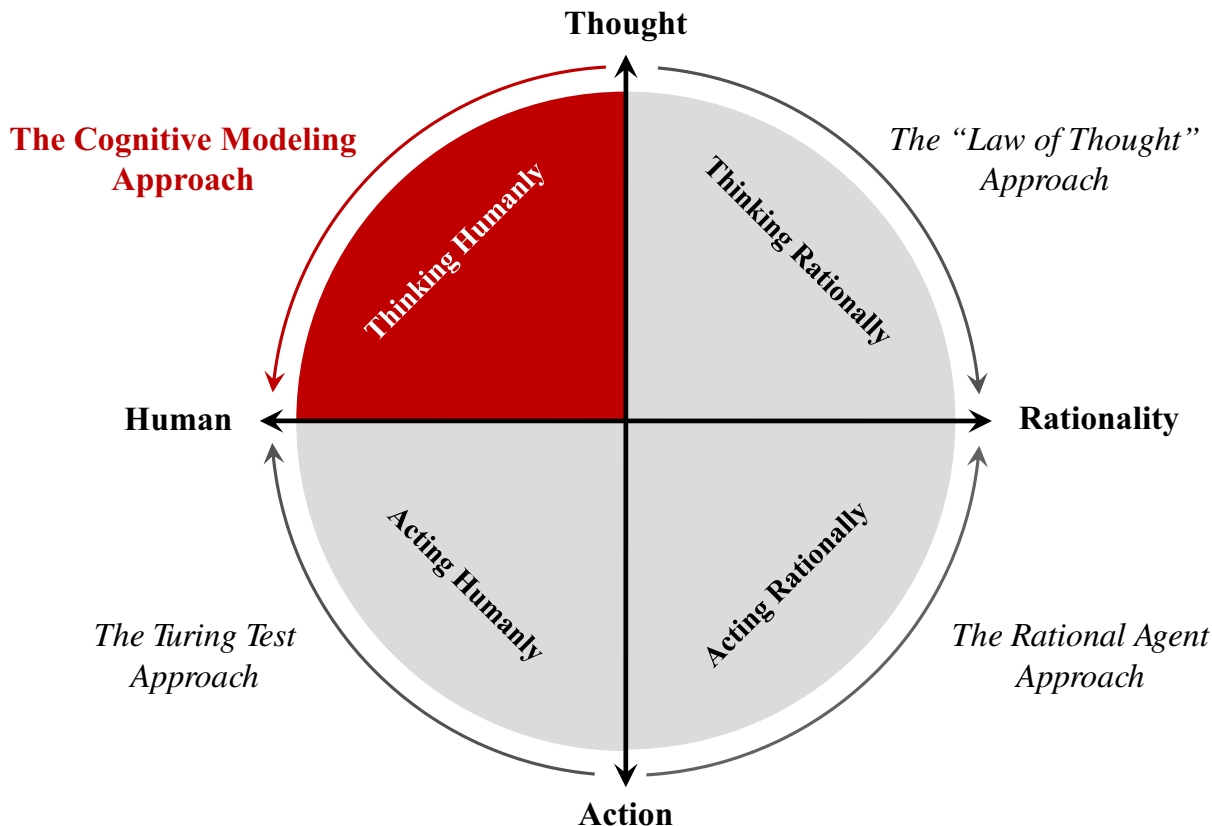 Thought
The Cognitive Modeling
Approach
The “Law of Thought”
Approach
Thinking Humanly
Thinking Rationally
Human
Rationality
Acting Humanly
Acting Rationally
The Turing Test
Approach
The Rational Agent
Approach
Action